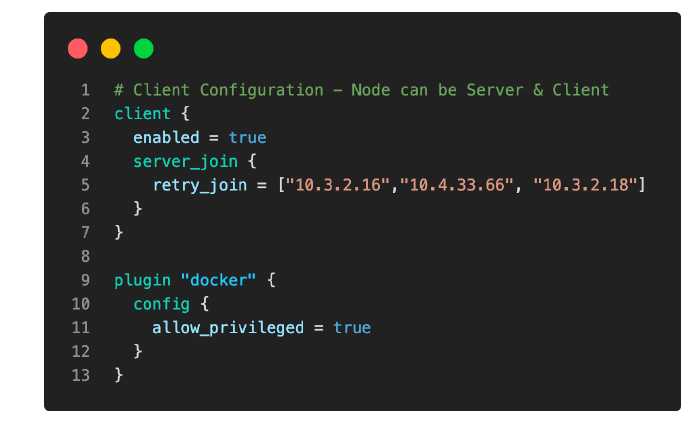 1 # Client Configuration – Node can be Server & Client
2 client {
3   enabled = true
4   server_join {
5     retry_join = ["10.3.2.16","10.4.33.66", "10.3.2.18"]
6   }
7 }
8
9 plugin "docker" {
10   config {
11     allow_privileged = true
12   }
13 }